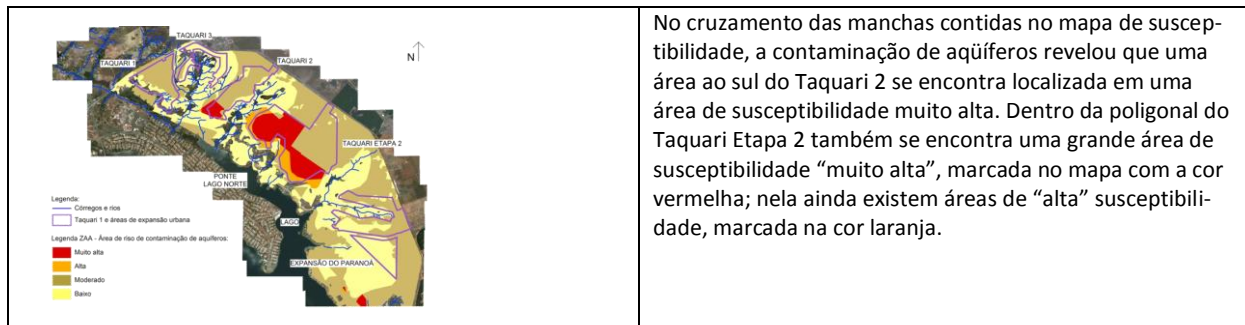 TAQUARI 3
TAQUARI 1
TAQUARI 2
N
TAQUARI ETAPA 2
PONTE
LAGO NORTE
LAGO
EXPANSÃO DO PARANOÁ
Legenda:
Córregos e rios
Taquari 1 e áreas de expansão urbana
Legenda ZAA - Área de riso de contaminação de aquíferos:
Muito alta
Alta
Moderado
Baixo
No cruzamento das manchas contidas no mapa de suscep-
tibilidade, a contaminação de aqüíferos revelou que uma
área ao sul do Taquari 2 se encontra localizada em uma
área de susceptibilidade muito alta. Dentro da poligonal do
Taquari Etapa 2 também se encontra uma grande área de
susceptibilidade “muito alta”, marcada no mapa com a cor
vermelha; nela ainda existem áreas de “alta” susceptibili-
dade, marcada na cor laranja.